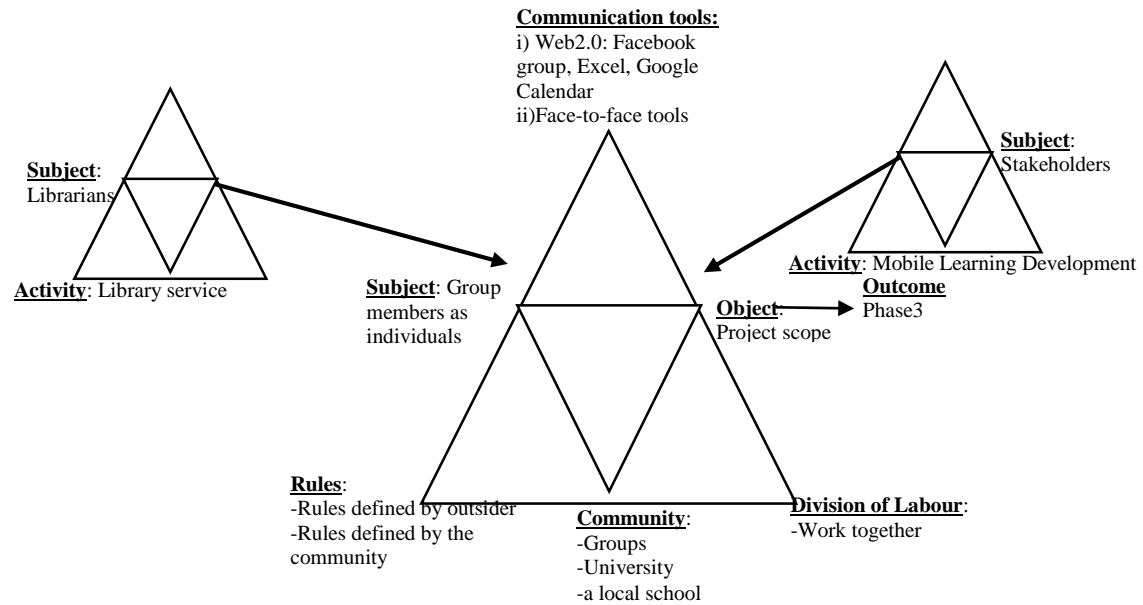 Communication tools:
i) Web2.0: Facebook
group, Excel, Google
Calendar
ii)Face-to-face tools
Subject:
Librarians
Activity: Library service
Subject:
Stakeholders
Activity: Mobile Learning Development
Subject: Group
members as
individuals
Object:
Project scope
Outcome
Phase3
Rules:
-Rules defined by outsider
-Rules defined by the
community
Community:
-Groups
-University
-a local school
Division of Labour:
-Work together